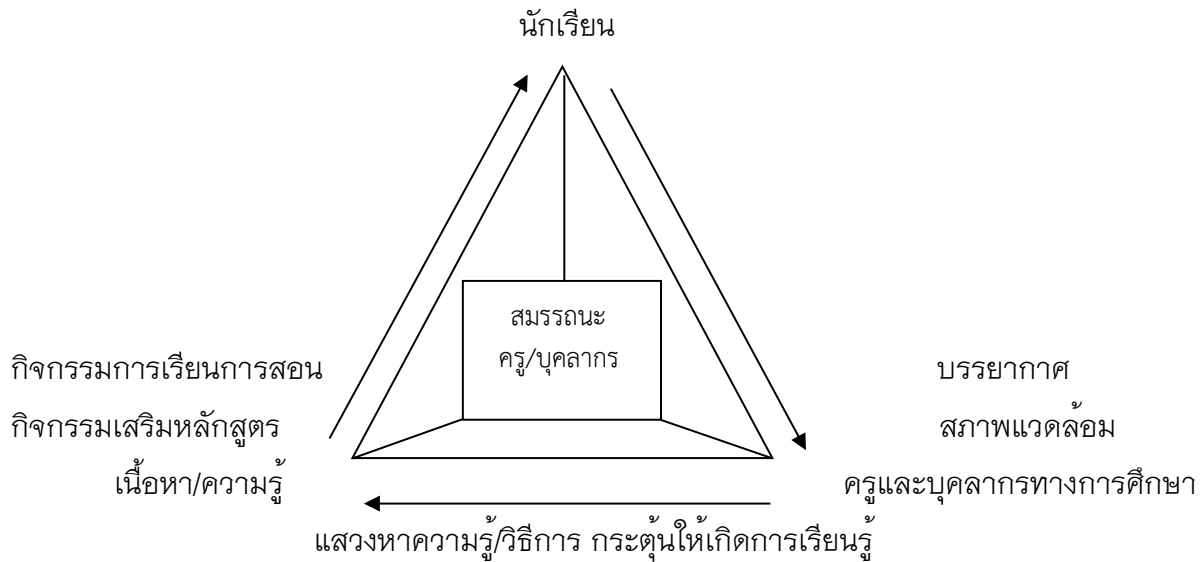 นักเรียน
สมรรถนะ
ครู/บุคลากร
กิจกรรมการเรียนการสอน
กิจกรรมเสริมหลักสูตร
เนื้อหา/ความรู้
บรรยากาศ
สภาพแวดล้อม
ครูและบุคลากรทางการศึกษา
แสวงหาความรู้/วิธีการ กระตุ้นให้เกิดการเรียนรู้